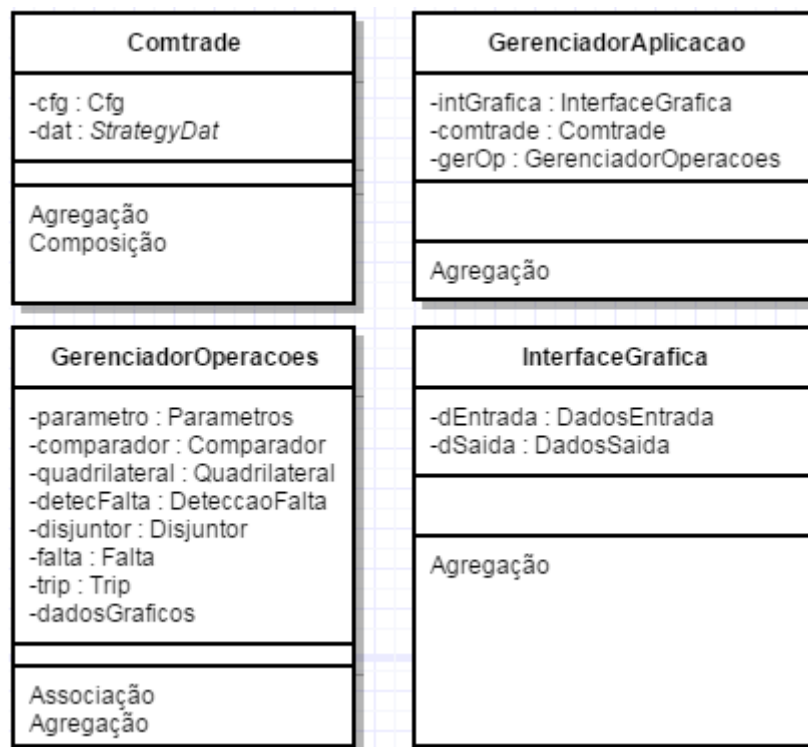 Comtrade
-cfg : Cfg
-dat : StrategyDat
Agregação
Composição
GerenciadorAplicacao
-intGrafica : InterfaceGrafica
-comtrade : Comtrade
-gerOp : GerenciadorOperacoes
Agregação
GerenciadorOperacoes
-parametro : Parametros
-comparador : Comparador
-quadrilateral : Quadrilateral
-detecFalta : DeteccaoFalta
-disjuntor : Disjuntor
-falta : Falta
-trip : Trip
-dadosGraficos
Associação
Agregação
InterfaceGrafica
-dEntrada : DadosEntrada
-dSaida : DadosSaida
Agregação